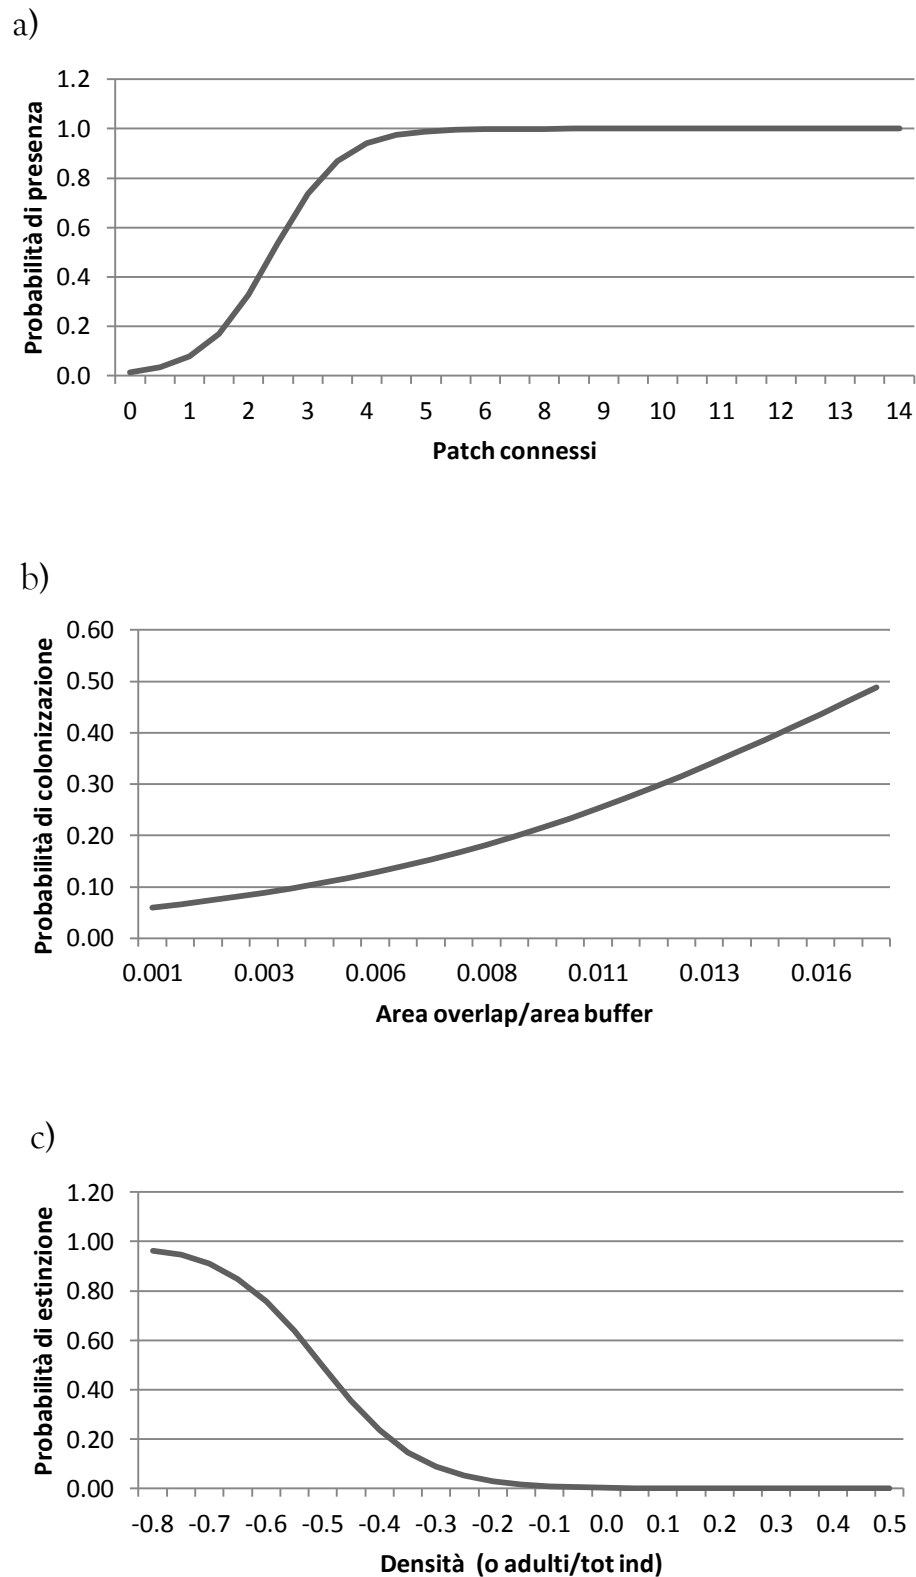 a)
Probabilità di presenza
1.2
1.0
0.8
0.6
0.4
0.2
0.0
0 1 2 3 4 5 6 8 9 10 11 12 13 14
Patch connessi
b)
Probabilità di colonizzazione
0.60
0.50
0.40
0.30
0.20
0.10
0.00
0.001 0.003 0.006 0.008 0.011 0.013 0.016
Area overlap/area buffer
c)
Probabilità di estinzione
1.20
1.00
0.80
0.60
0.40
0.20
0.00
-0.8 -0.7 -0.6 -0.5 -0.4 -0.3 -0.2 -0.1 0.0 0.1 0.2 0.3 0.4 0.5
Densità (o adulti/tot ind)